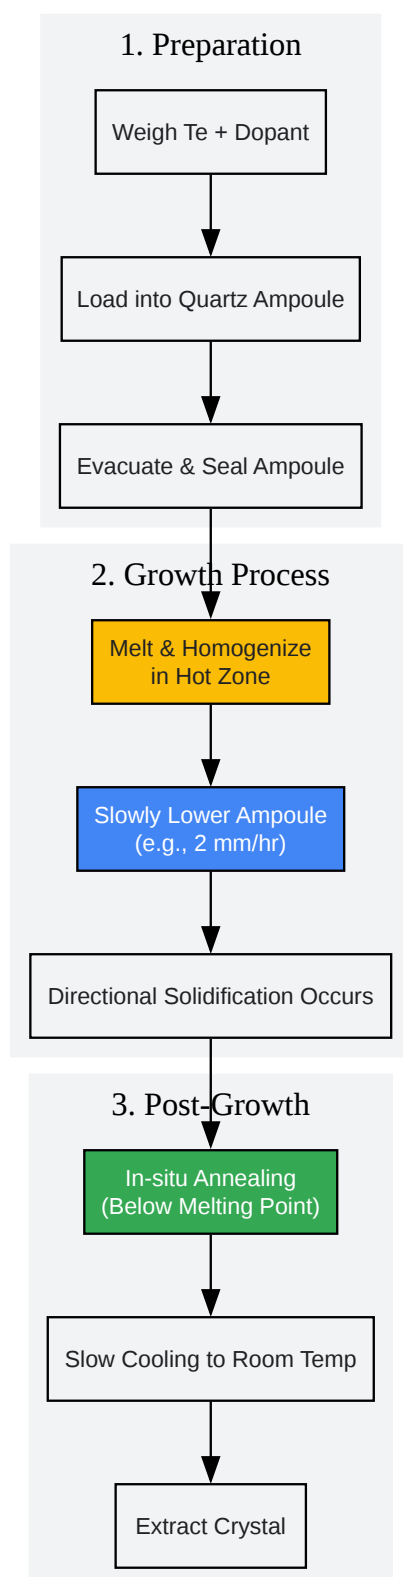 1. Preparation
Weigh Te + Dopant
Load into Quartz Ampoule
Evacuate & Seal Ampoule
2. Growth Process
Melt & Homogenize
in Hot Zone
Slowly Lower Ampoule
(e.g., 2 mm/hr)
Directional Solidification Occurs
3. Post-Growth
In-situ Annealing
(Below Melting Point)
Slow Cooling to Room Temp
Extract Crystal